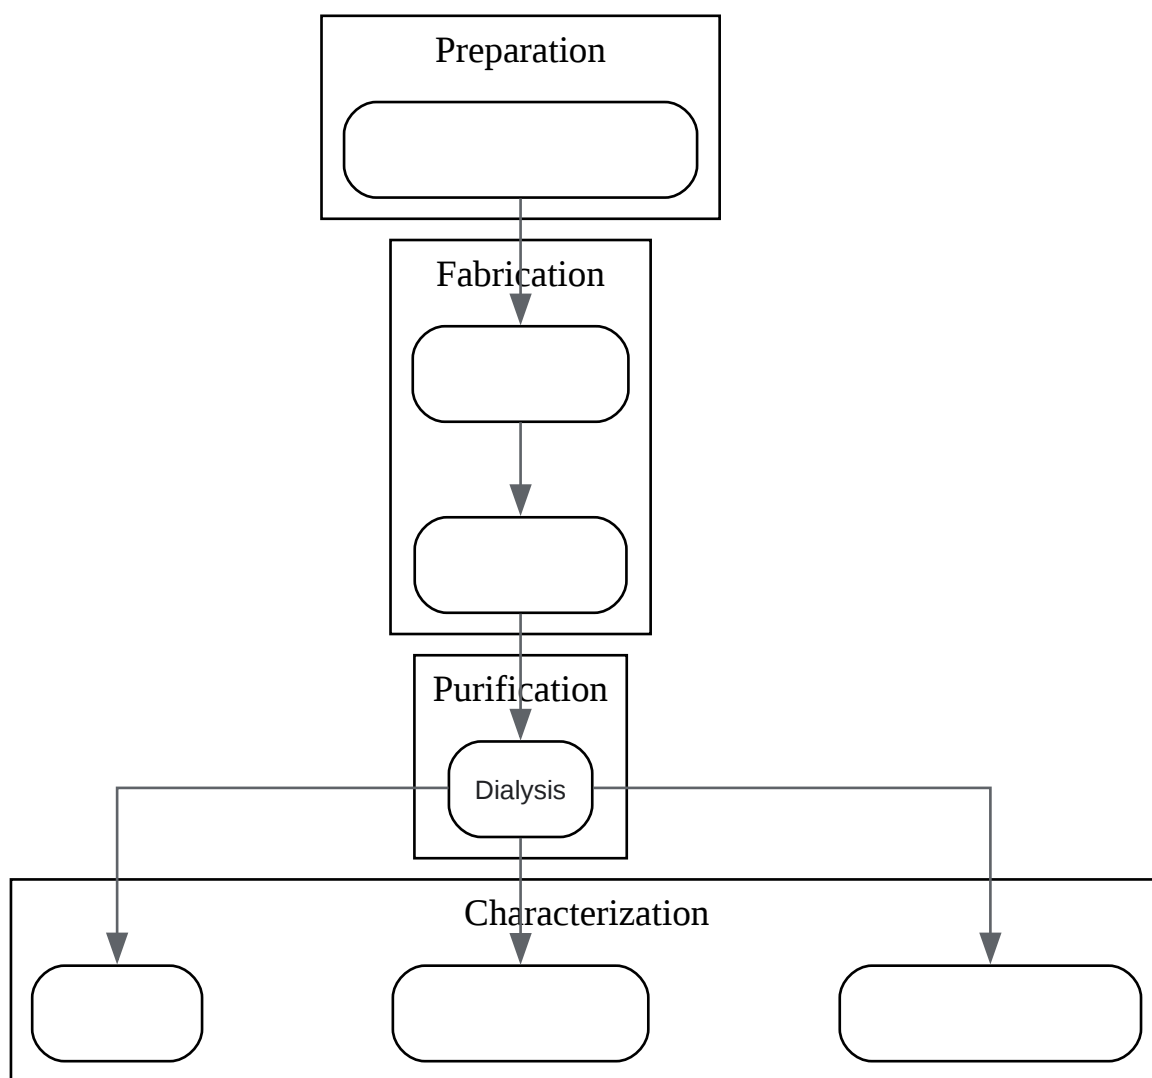 Preparation
Fabrication
Purification
Dialysis
Characterization